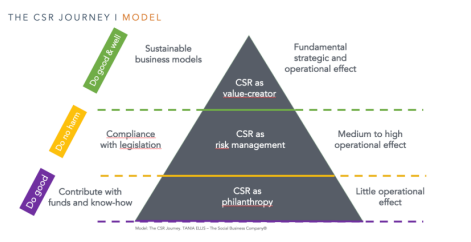 THE CSR JOURNEY I MODEL
Do good & well
Sustainable
business models
CSR as
value-creator
Fundamental
strategic and
operational effect
Do no harm
Compliance
with legislation
CSR as
risk management
Medium to high
operational effect
Do good
Contribute with
funds and know-how
CSR as
philanthropy
Little operational
effect
Model: The CSR Journey. TANIA ELLIS – The Social Business Company®